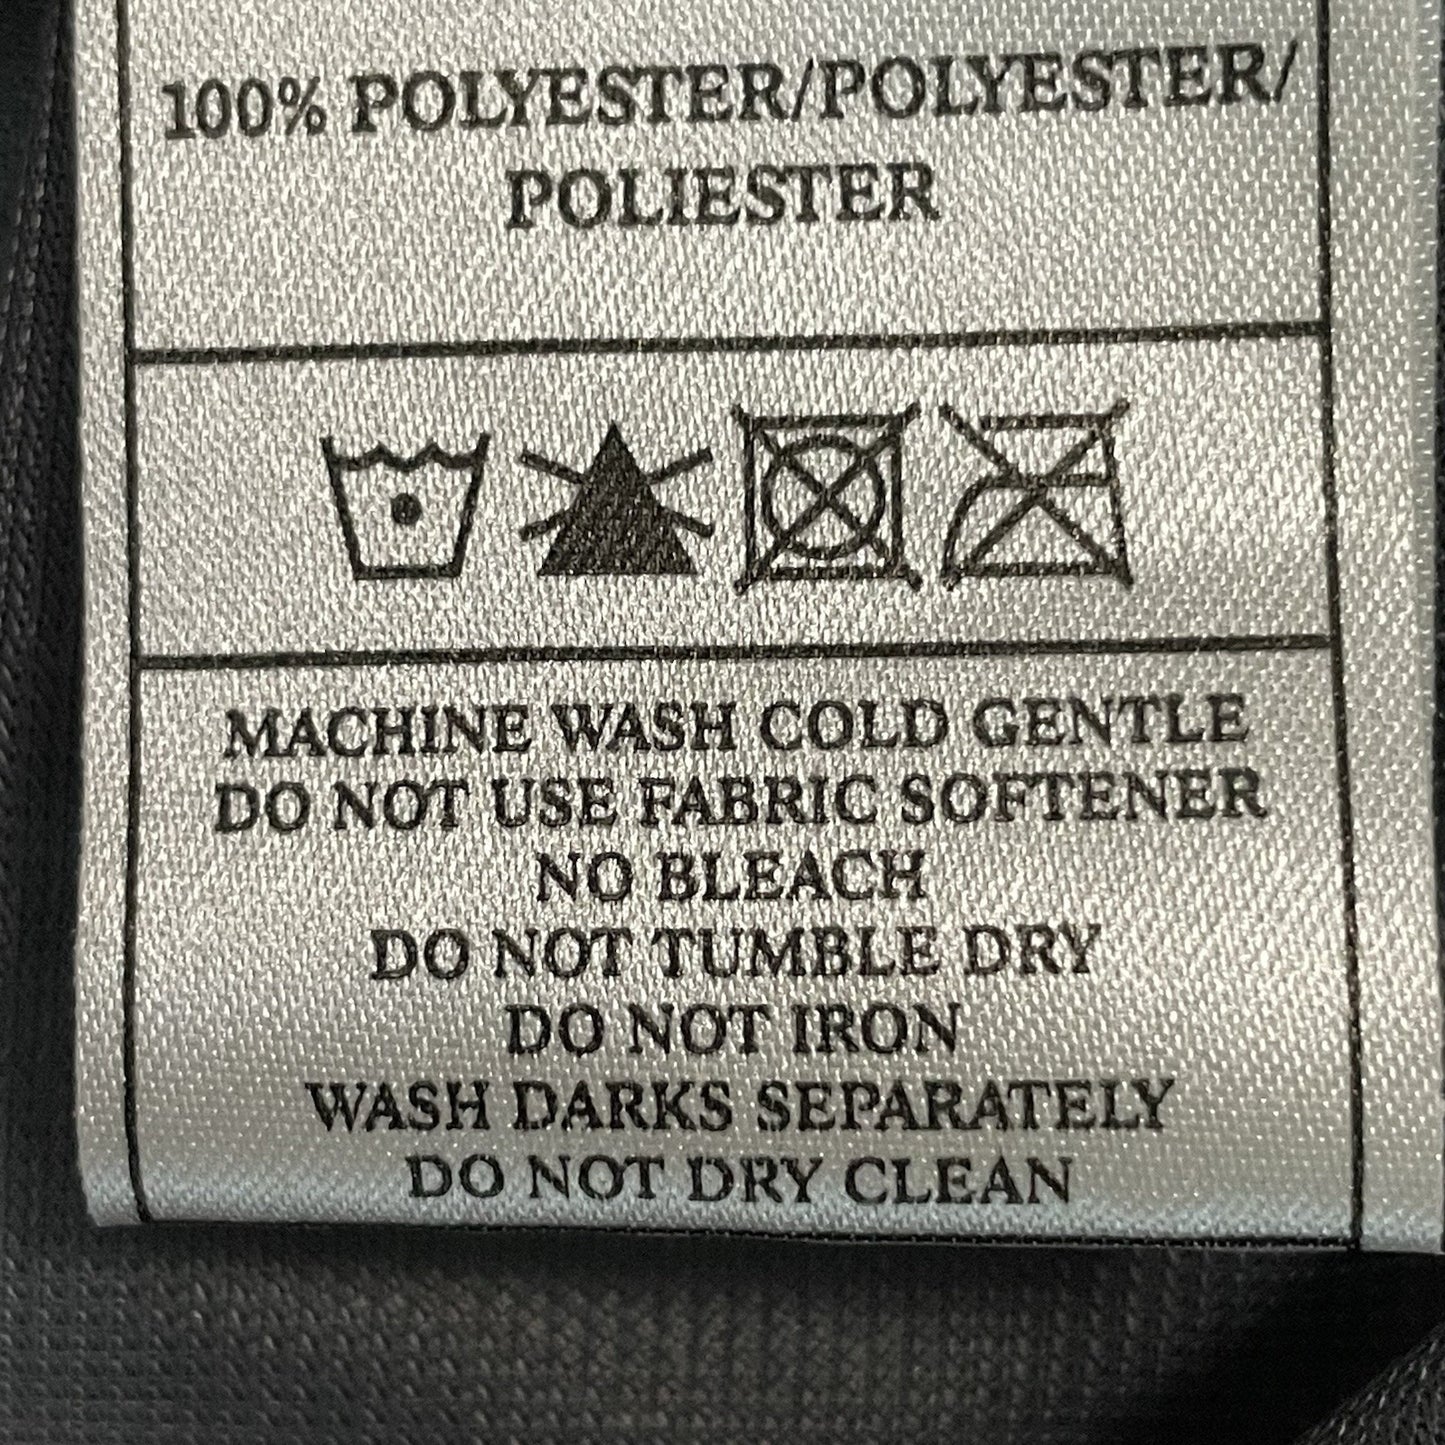 100% POLYESTER/POLYESTER/
POLIESTER
MACHINE WASH COLD GENTLE
DO NOT USE FABRIC SOFTENER
NO BLEACH
DO NOT TUMBLE DRY
DO NOT IRON
WASH DARKS SEPARATELY
DO NOT DRY CLEAN